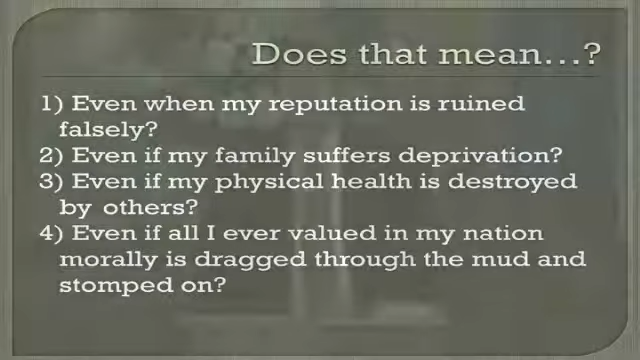 Does that mean...?
1) Even when my reputation is ruined
falsely?
2) Even if my family suffers deprivation?
3) Even if my physical health is destroyed
by others?
4) Even if all I ever valued in my nation
morally is dragged through the mud and
stomped on?